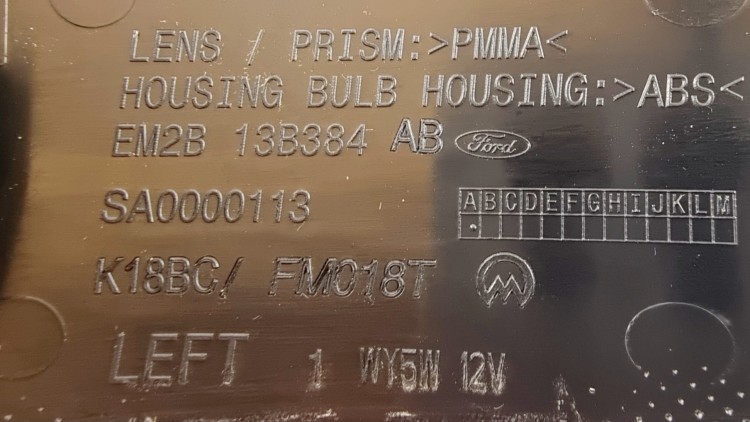 LENS / PRISM:>PMMA<
HOUSING BULB HOUSING:>ABS<
EM2B 13B384 AB Ford
SA0000113
ABCDEFGHIJKLM
K18BC/ FM018T
LEFT 1 WY5W 12V